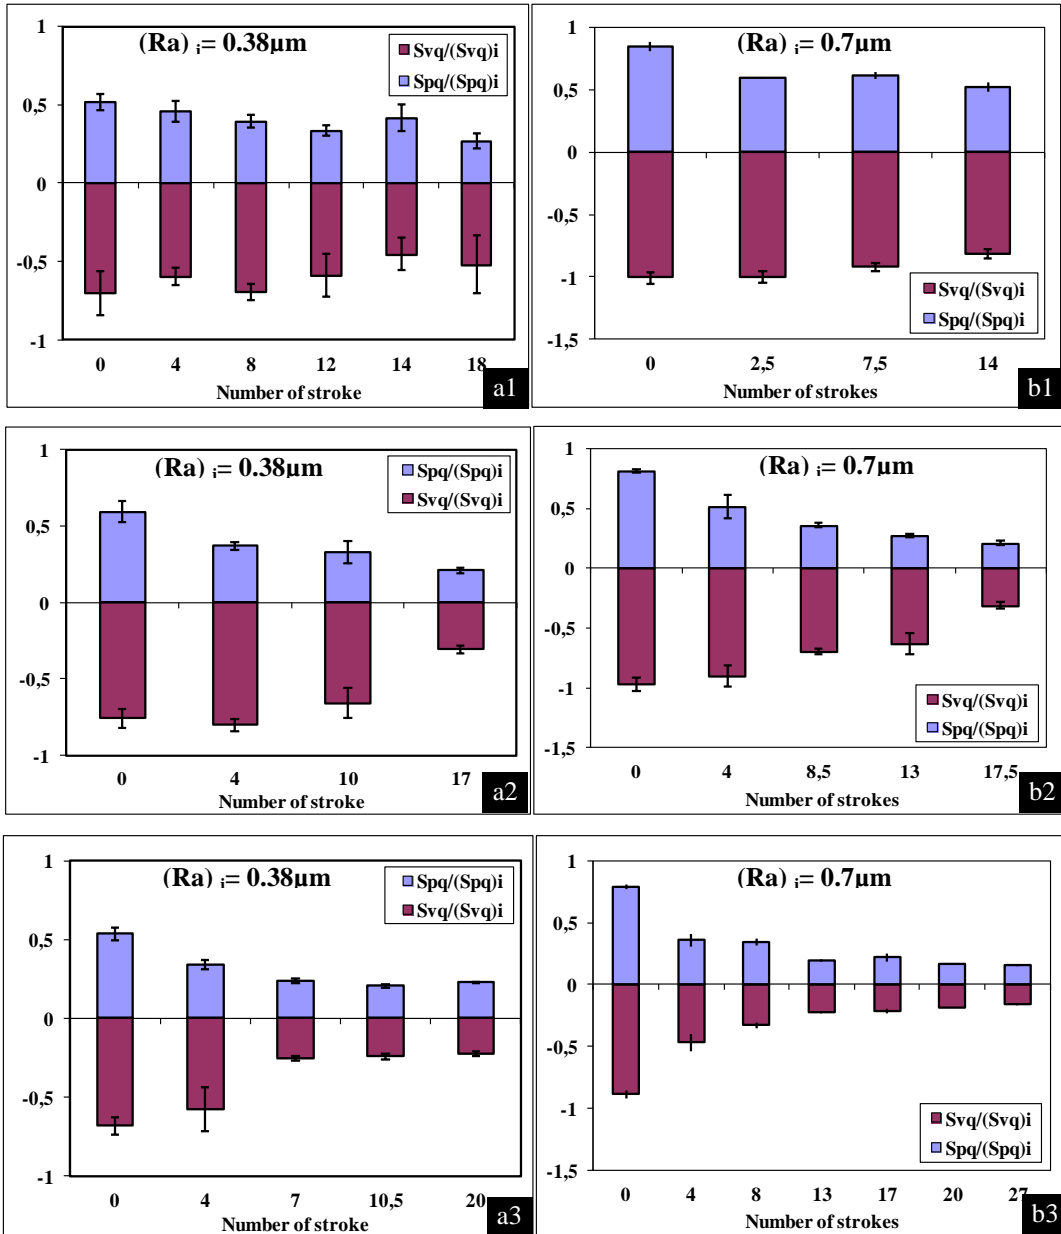 (Ra) i= 0.38µm
Svq/(Svq)i
Spq/(Spq)i
1
0,5
0
-0,5
-1
0 4 8 12 14 18
Number of stroke
a1
(Ra) i= 0.7µm
1
0,5
0
-0,5
-1
-1,5
Svq/(Svq)i
Spq/(Spq)i
0 2,5 7,5 14
Number of strokes
b1
(Ra) i= 0.38µm
Spq/(Spq)i
Svq/(Svq)i
1
0,5
0
-0,5
-1
0 4 10 17
Number of stroke
a2
(Ra) i= 0.7µm
1
0,5
0
-0,5
-1
-1,5
Svq/(Svq)i
Spq/(Spq)i
0 4 8,5 13 17,5
Number of strokes
b2
(Ra) i= 0.38µm
Spq/(Spq)i
Svq/(Svq)i
1
0,5
0
-0,5
-1
0 4 7 10,5 20
Number of stroke
a3
(Ra) i= 0.7µm
1
0,5
0
-0,5
-1
-1,5
Svq/(Svq)i
Spq/(Spq)i
0 4 8 13 17 20 27
Number of strokes
b3